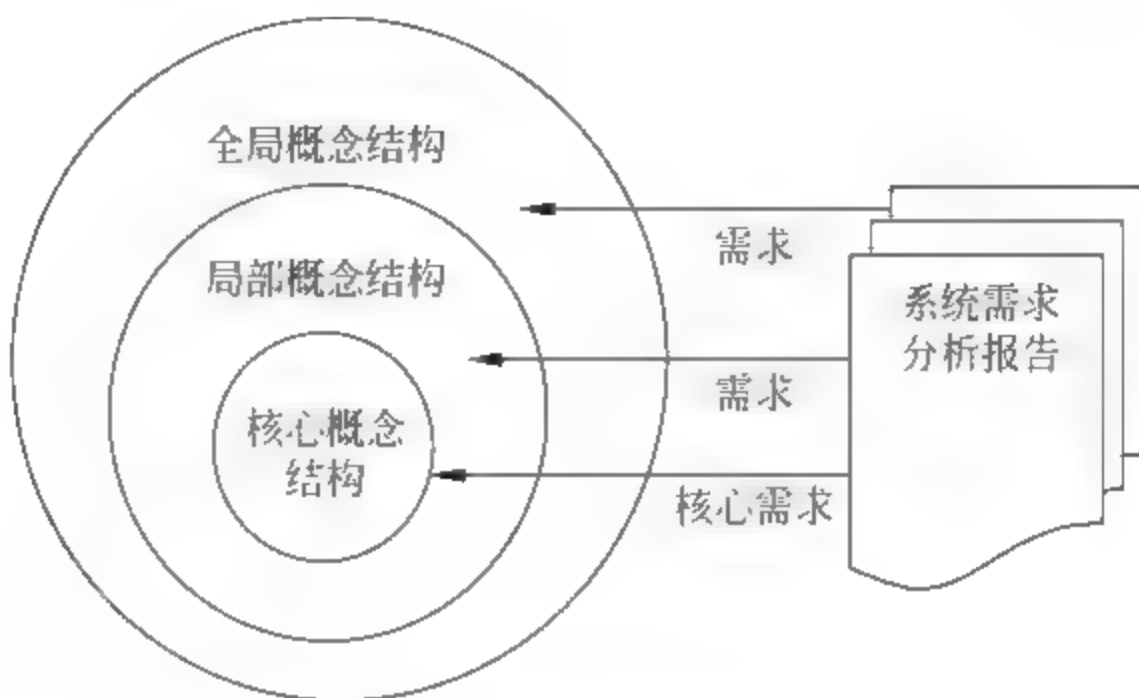 全局概念结构
需求
局部概念结构
系统需求
分析报告
需求
核心概念
结构
核心需求